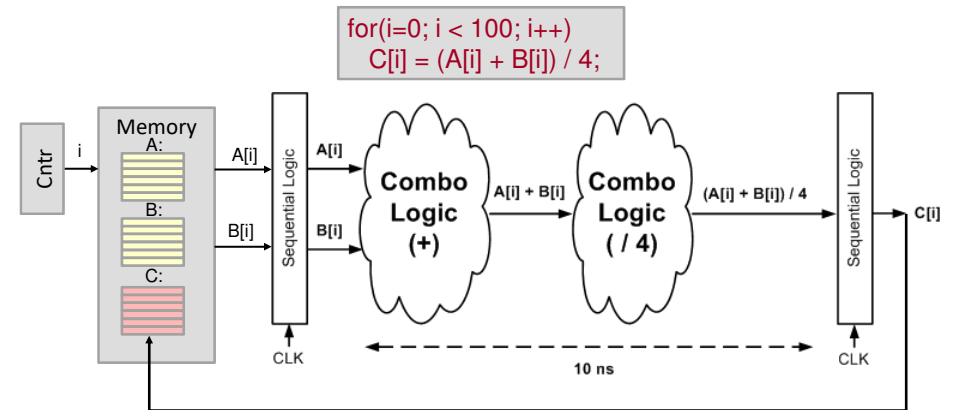 for(i=0; i < 100; i++)
C[i] = (A[i] + B[i]) / 4;
Cntr
i
Memory
A:
B:
C:
A[i]
B[i]
Sequential Logic
CLK
A[i]
B[i]
Combo
Logic
(+)
A[i] + B[i]
Combo
Logic
( / 4)
(A[i] + B[i]) / 4
Sequential Logic
CLK
C[i]
10 ns